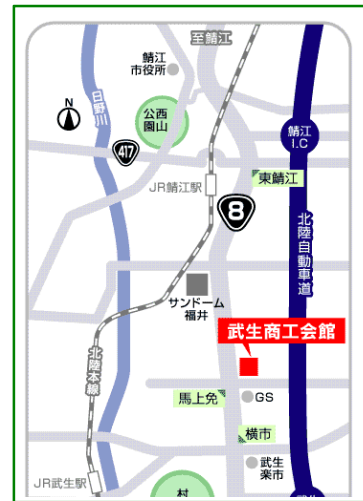 至鯖江
鯖江
市役所
日野川
N
公西
園山
417
鯖江
I.C
JR鯖江駅
東鯖江
8
北陸自動車道
サンドーム
福井
武生商工会館
北陸本線
馬上免
GS
横市
武生
楽市
JR武生駅
村
武生